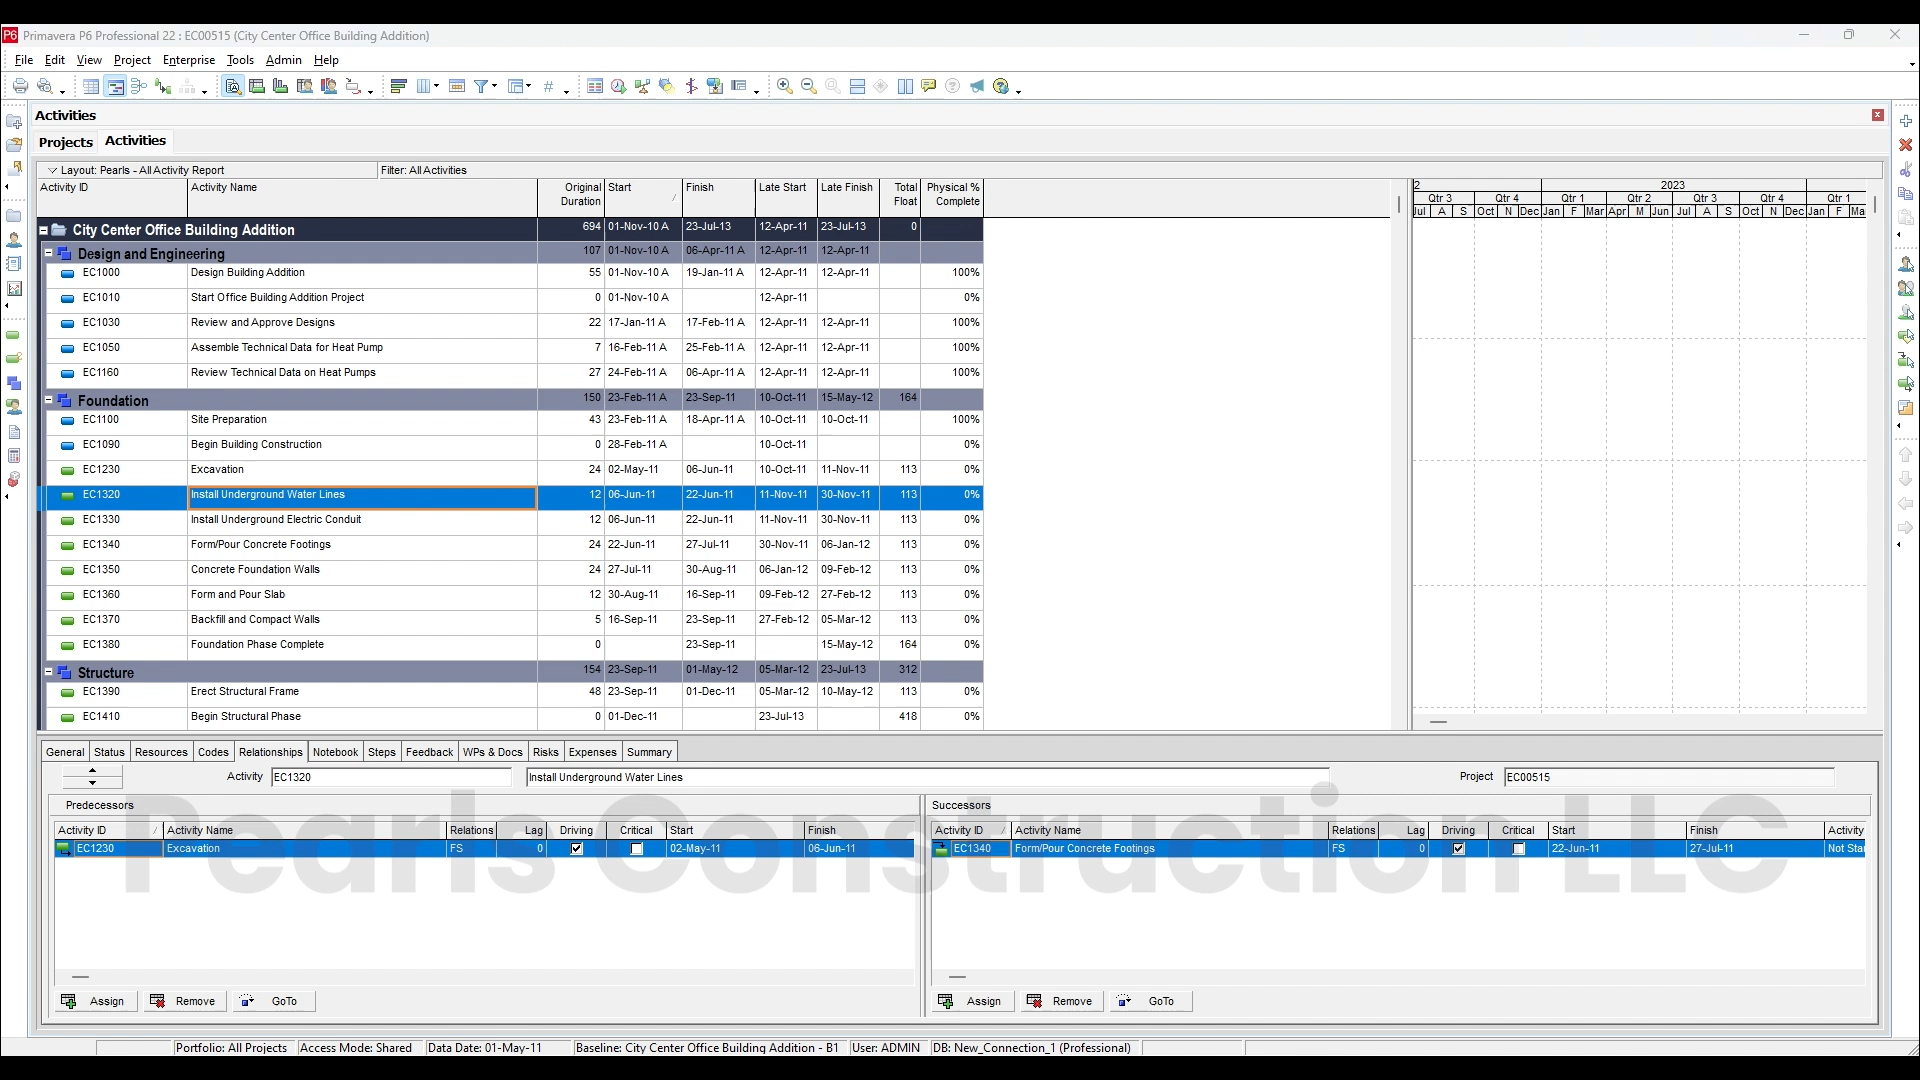 P6 Primavera P6 Professional 22 : EC00515 (City Center Office Building Addition)
File Edit View Project Enterprise Tools Admin Help
Activities
Projects Activities
Layout: Pearls - All Activity Report Filter: All Activities
Activity ID Activity Name Original Duration Start Finish Late Start Late Finish Total Float Physical % Complete
2 2023
Qtr 3 Qtr 4 Qtr 1 Qtr 2 Qtr 3 Qtr 4 Qtr 1
Jul A S Oct N Dec Jan F Mar Apr M Jun Jul A S Oct N Dec Jan F Ma
City Center Office Building Addition 694 01-Nov-10 A 23-Jul-13 12-Apr-11 23-Jul-13 0
Design and Engineering 107 01-Nov-10 A 06-Apr-11 A 12-Apr-11 12-Apr-11
EC1000 Design Building Addition 55 01-Nov-10 A 19-Jan-11 A 12-Apr-11 12-Apr-11 100%
EC1010 Start Office Building Addition Project 0 01-Nov-10 A 12-Apr-11 0%
EC1030 Review and Approve Designs 22 17-Jan-11 A 17-Feb-11 A 12-Apr-11 12-Apr-11 100%
EC1050 Assemble Technical Data for Heat Pump 7 16-Feb-11 A 25-Feb-11 A 12-Apr-11 12-Apr-11 100%
EC1160 Review Technical Data on Heat Pumps 27 24-Feb-11 A 06-Apr-11 A 12-Apr-11 12-Apr-11 100%
Foundation 150 23-Feb-11 A 23-Sep-11 10-Oct-11 15-May-12 164
EC1100 Site Preparation 43 23-Feb-11 A 18-Apr-11 A 10-Oct-11 10-Oct-11 100%
EC1090 Begin Building Construction 0 28-Feb-11 A 10-Oct-11 0%
EC1230 Excavation 24 02-May-11 06-Jun-11 10-Oct-11 11-Nov-11 113 0%
EC1320 Install Underground Water Lines 12 06-Jun-11 22-Jun-11 11-Nov-11 30-Nov-11 113 0%
EC1330 Install Underground Electric Conduit 12 06-Jun-11 22-Jun-11 11-Nov-11 30-Nov-11 113 0%
EC1340 Form/Pour Concrete Footings 24 22-Jun-11 27-Jul-11 30-Nov-11 06-Jan-12 113 0%
EC1350 Concrete Foundation Walls 24 27-Jul-11 30-Aug-11 06-Jan-12 09-Feb-12 113 0%
EC1360 Form and Pour Slab 12 30-Aug-11 16-Sep-11 09-Feb-12 27-Feb-12 113 0%
EC1370 Backfill and Compact Walls 5 16-Sep-11 23-Sep-11 27-Feb-12 05-Mar-12 113 0%
EC1380 Foundation Phase Complete 0 23-Sep-11 15-May-12 164 0%
Structure 154 23-Sep-11 01-May-12 05-Mar-12 23-Jul-13 312
EC1390 Erect Structural Frame 48 23-Sep-11 01-Dec-11 05-Mar-12 10-May-12 113 0%
EC1410 Begin Structural Phase 0 01-Dec-11 23-Jul-13 418 0%
General Status Resources Codes Relationships Notebook Steps Feedback WPs & Docs Risks Expenses Summary
Activity EC1320 Install Underground Water Lines Project EC00515
Predecessors Successors
Activity ID Activity Name Relations Lag Driving Critical Start Finish Activity ID Activity Name Relations Lag Driving Critical Start Finish Activity
EC1230 Excavation FS 0 02-May-11 06-Jun-11 EC1340 Form/Pour Concrete Footings FS 0 22-Jun-11 27-Jul-11 Not Star
Pearls Construction LLC
Assign Remove GoTo Assign Remove GoTo
Portfolio: All Projects Access Mode: Shared Data Date: 01-May-11 Baseline: City Center Office Building Addition - B1 User: ADMIN DB: New_Connection_1 (Professional)